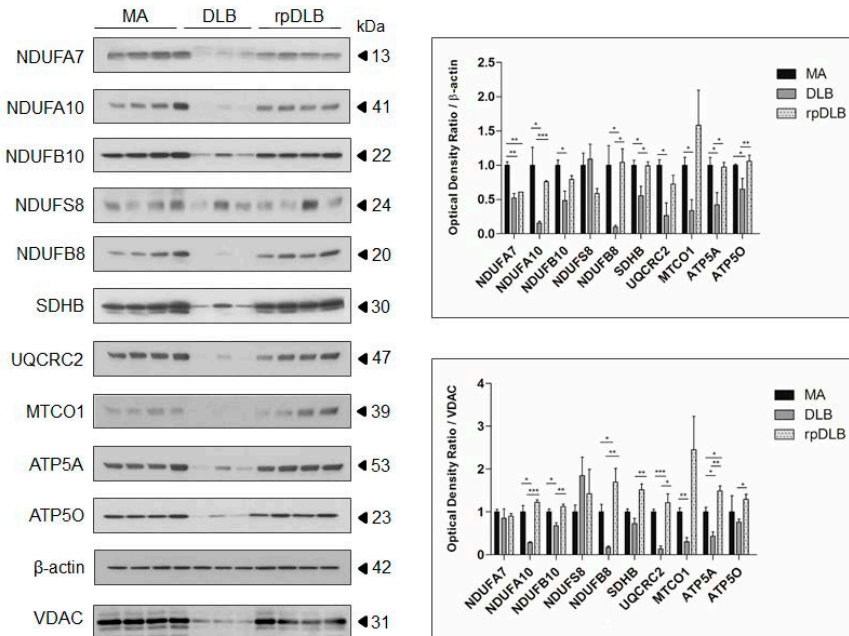 MA DLB rpDLB
kDa
NDUFA7 13
NDUFA10 41
NDUFB10 22
NDUFS8 24
NDUFB8 20
SDHB 30
UQCRC2 47
MTCO1 39
ATP5A 53
ATP5O 23
β-actin 42
VDAC 31
Optical Density Ratio / β-actin
2.5
2.0
1.5
1.0
0.5
0.0
* ** ** * *** * * * * * * * * * * * **
MA
DLB
rpDLB
NDUFA7 NDUFA10 NDUFB10 NDUFS8 NDUFB8 SDHB UQCRC2 MTCO1 ATP5A ATP5O
Optical Density Ratio / VDAC
4
3
2
1
0
MA
DLB
rpDLB
NDUFA7 NDUFA10 NDUFB10 NDUFS8 NDUFB8 SDHB UQCRC2 MTCO1 ATP5A ATP5O